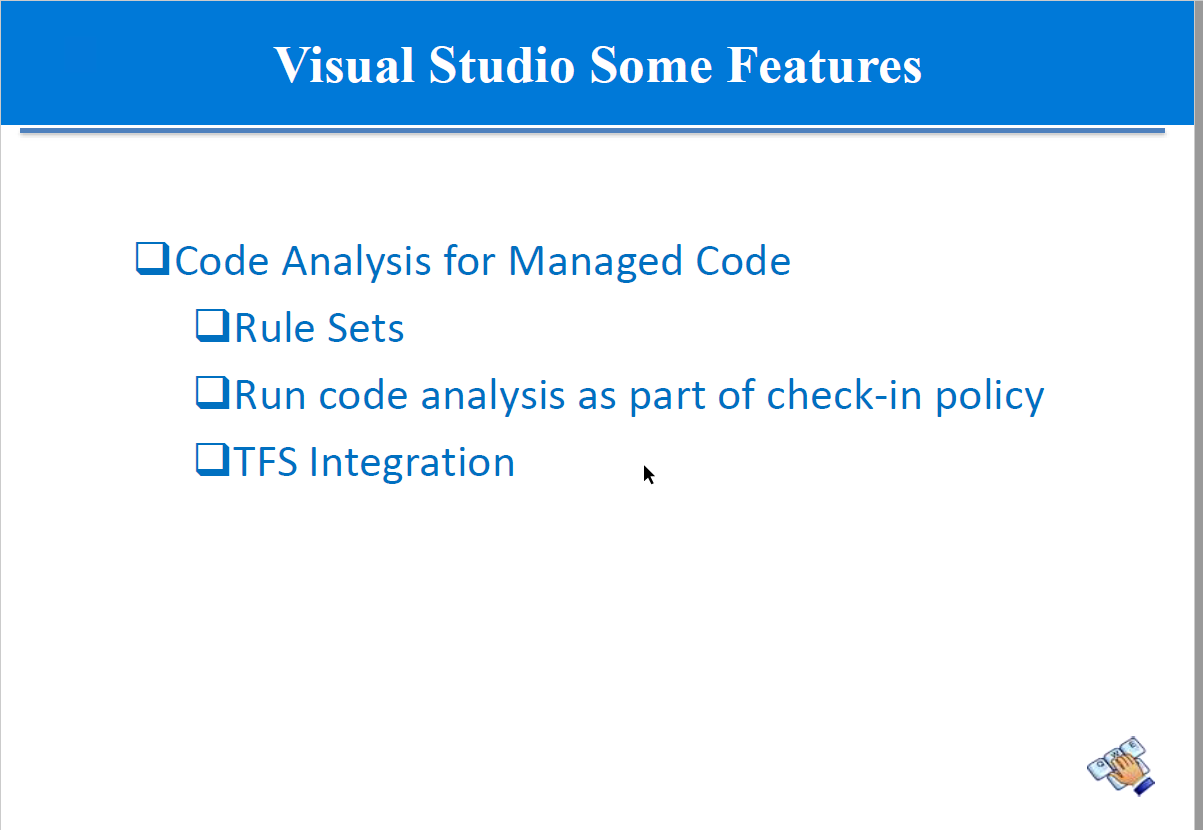 Visual Studio Some Features
Code Analysis for Managed Code
Rule Sets
Run code analysis as part of check-in policy
TFS Integration